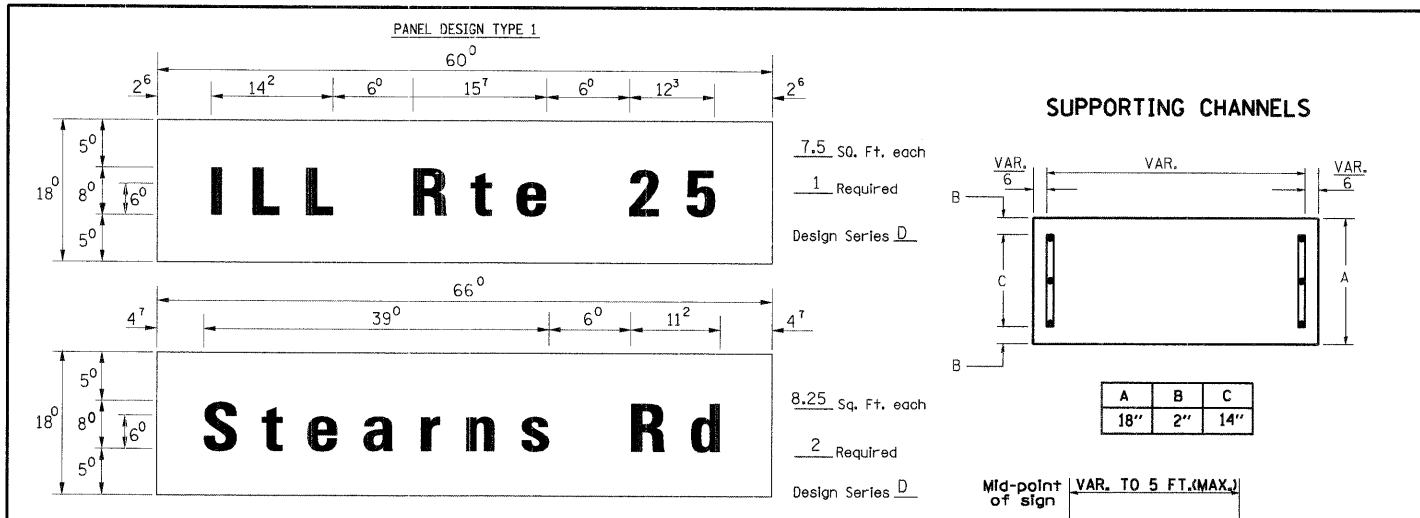 PANEL DESIGN TYPE 1
60⁰
2⁶ 14² 6⁰ 15⁷ 6⁰ 12³ 2⁶
18⁰ 5⁰ 8⁰ 6⁰ 5⁰
ILL Rte 25
7.5 SQ. Ft. each
1 Required
Design Series D
66⁰
4⁷ 39⁰ 6⁰ 11² 4⁷
18⁰ 5⁰ 8⁰ 6⁰ 5⁰
Stearns Rd
8.25 Sq. Ft. each
2 Required
Design Series D
SUPPORTING CHANNELS
VAR. VAR. VAR.
6 6
B
C A
B
A B C
18" 2" 14"
Mid-point VAR. TO 5 FT.(MAX.)
of sign